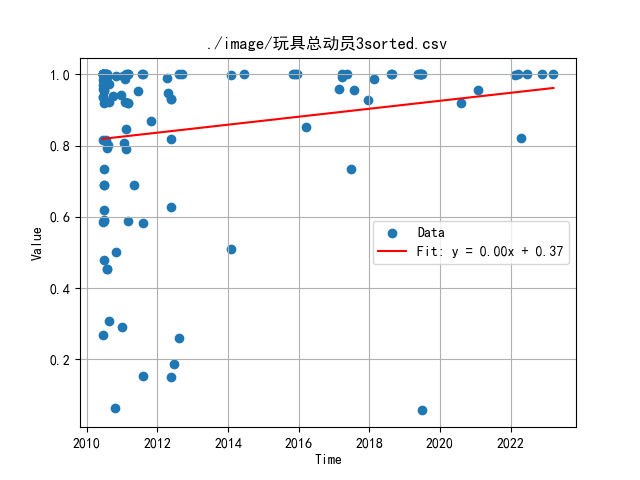 ./image/玩具总动员3sorted.csv
Value
1.0
0.8
0.6
0.4
0.2
Data
Fit: y = 0.00x + 0.37
2010 2012 2014 2016 2018 2020 2022
Time